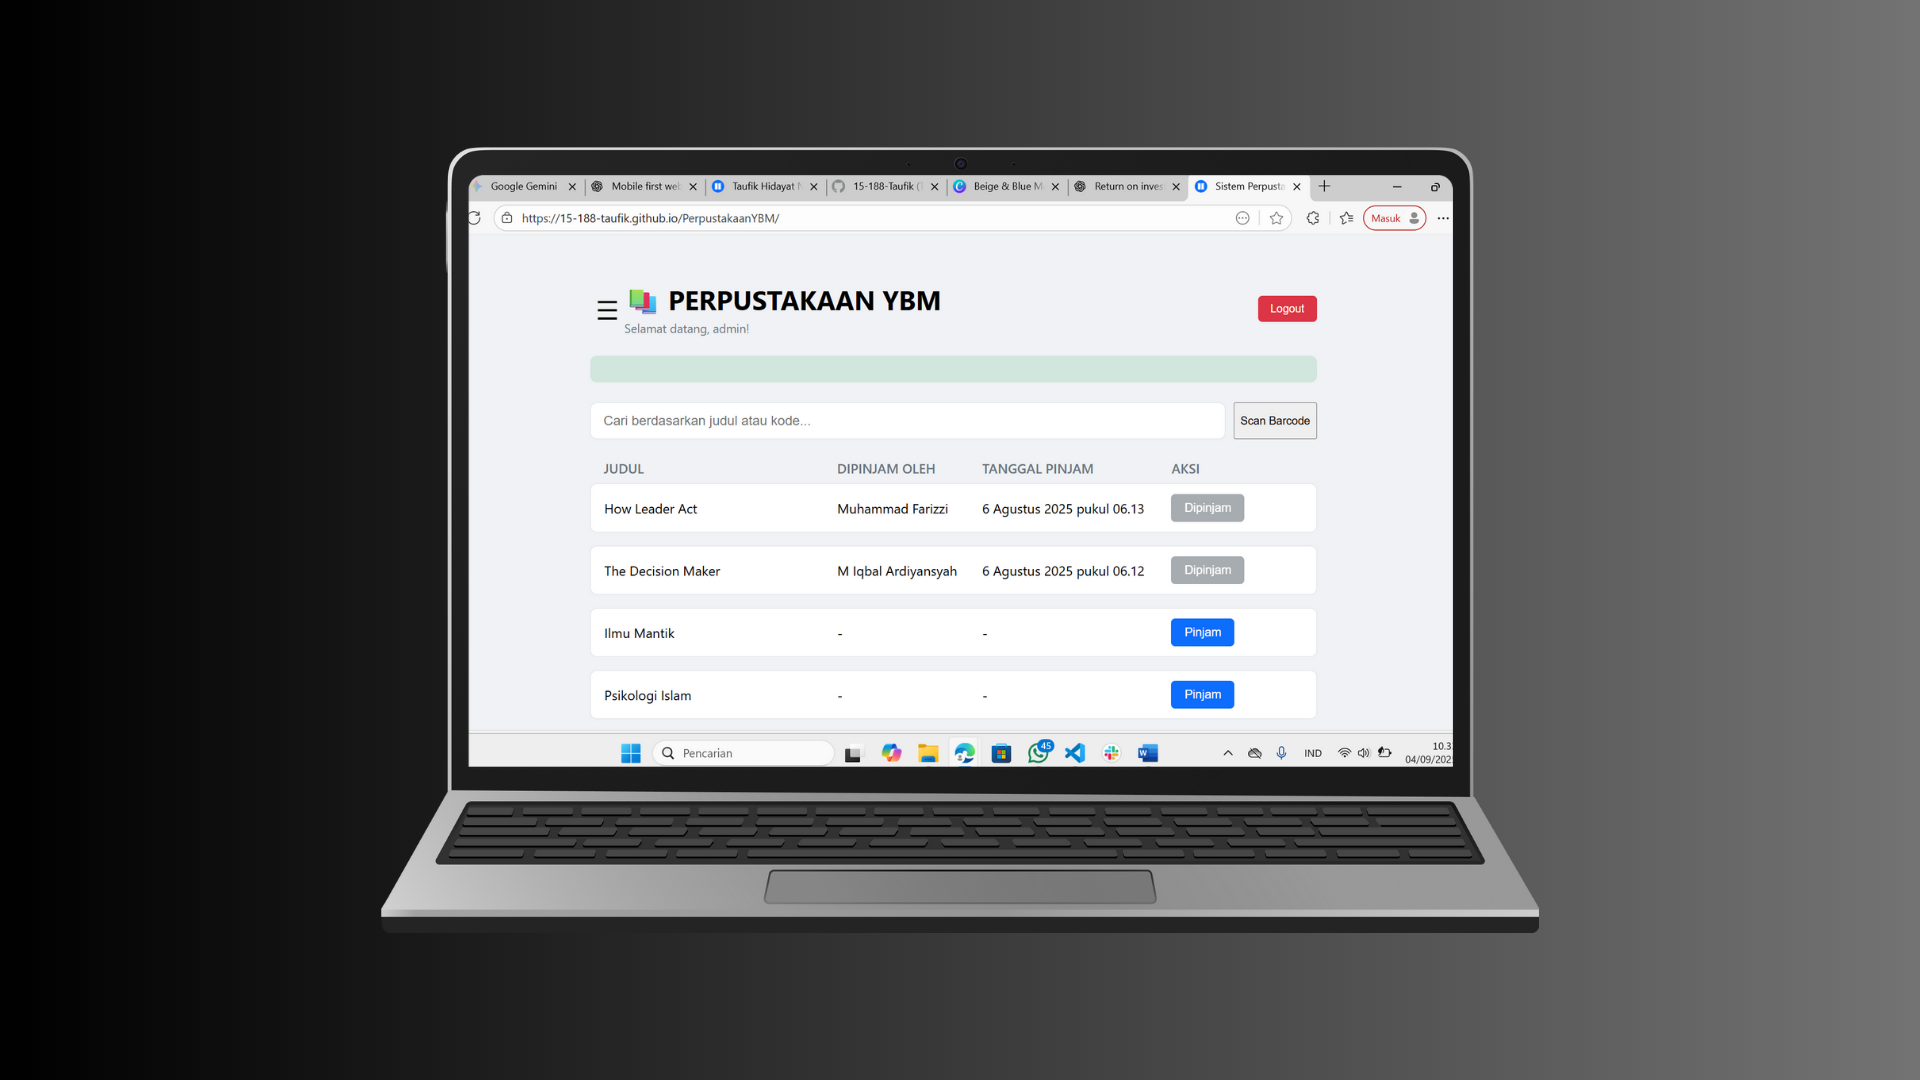 Google Gemini
Mobile first web
Taufik Hidayat
15-188-Taufik
Beige & Blue M
Return on inves
Sistem Perpusta
https://15-188-taufik.github.io/PerpustakaanYBM/
Masuk
PERPUSTAKAAN YBM
Selamat datang, admin!
Logout
Cari berdasarkan judul atau kode...
Scan Barcode
JUDUL DIPINJAM OLEH TANGGAL PINJAM AKSI
How Leader Act Muhammad Farizzi 6 Agustus 2025 pukul 06.13 Dipinjam
The Decision Maker M Iqbal Ardiyansyah 6 Agustus 2025 pukul 06.12 Dipinjam
Ilmu Mantik - - Pinjam
Psikologi Islam - - Pinjam
Pencarian
45
W
IND
10.3
04/09/202